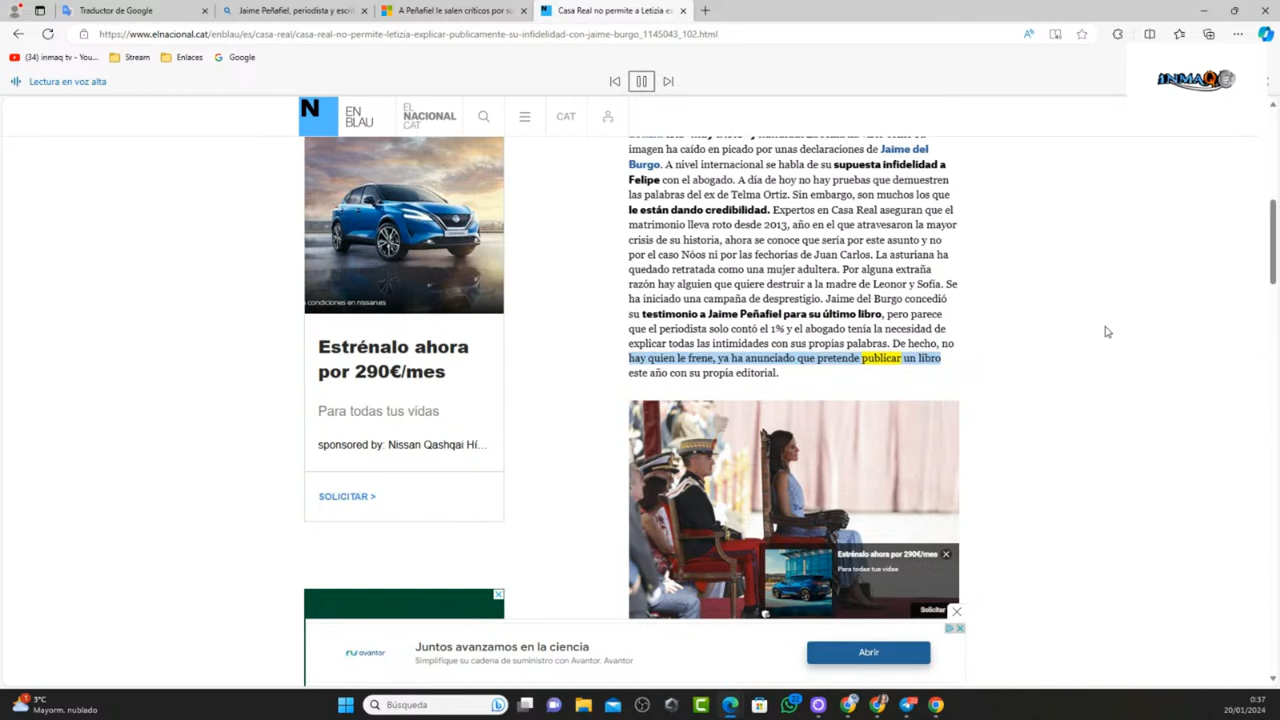 Traductor de Google
Jaime Peñafiel, periodista y escri
A Peñafiel le salen críticos por su
Casa Real no permite a Letizia ex
https://www.elnacional.cat/enblau/es/casa-real/casa-real-no-permite-letizia-explicar-publicamente-su-infidelidad-con-jaime-burgo_1145043_102.html
(34) inmaq tv - You...
Stream
Enlaces
Google
Lectura en voz alta
INMAQ
N
EN
BLAU
EL
NACIONAL
CAT
CAT
imagen ha caído en picado por unas declaraciones de Jaime del
Burgo. A nivel internacional se habla de su supuesta infidelidad a
Felipe con el abogado. A día de hoy no hay pruebas que demuestren
las palabras del ex de Telma Ortiz. Sin embargo, son muchos los que
le están dando credibilidad. Expertos en Casa Real aseguran que el
matrimonio lleva roto desde 2013, año en el que atravesaron la mayor
crisis de su historia, ahora se conoce que sería por este asunto y no
por el caso Nóos ni por las fechorías de Juan Carlos. La asturiana ha
quedado retratada como una mujer adultera. Por alguna extraña
razón hay alguien que quiere destruir a la madre de Leonor y Sofía. Se
ha iniciado una campaña de desprestigio. Jaime del Burgo concedió
su testimonio a Jaime Peñafiel para su último libro, pero parece
que el periodista solo contó el 1% y el abogado tenía la necesidad de
explicar todas las intimidades con sus propias palabras. De hecho, no
hay quien le frene, ya ha anunciado que pretende publicar un libro
este año con su propia editorial.
condiciones en nissan.es
Estrénalo ahora
por 290€/mes
Para todas tus vidas
sponsored by: Nissan Qashqai Hí...
SOLICITAR >
Estrénalo ahora por 290€/mes
Para todas tus vidas
Solicitar
avantor
Juntos avanzamos en la ciencia
Simplifique su cadena de suministro con Avantor. Avantor
Abrir
1
3°C
Mayorm. nublado
Búsqueda
0:37
20/01/2024